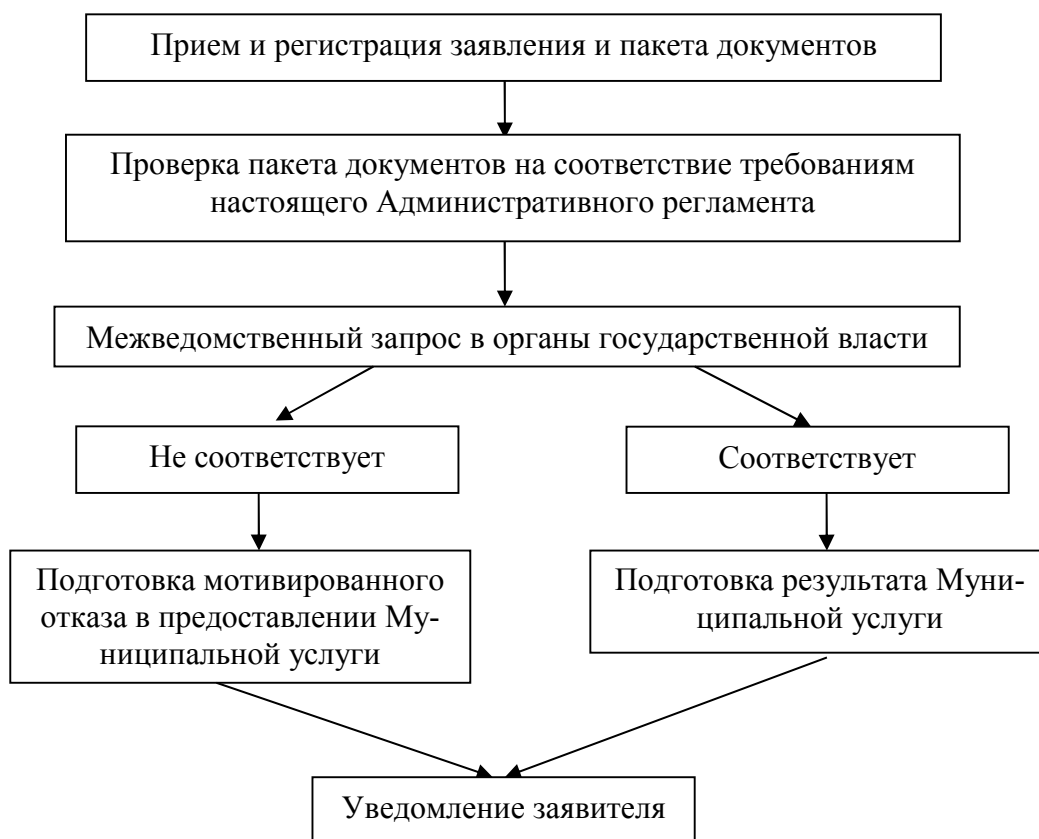 Прием и регистрация заявления и пакета документов
Проверка пакета документов на соответствие требованиям
настоящего Административного регламента
Межведомственный запрос в органы государственной власти
Не соответствует
Соответствует
Подготовка мотивированного
отказа в предоставлении Му-
ниципальной услуги
Подготовка результата Муни-
ципальной услуги
Уведомление заявителя